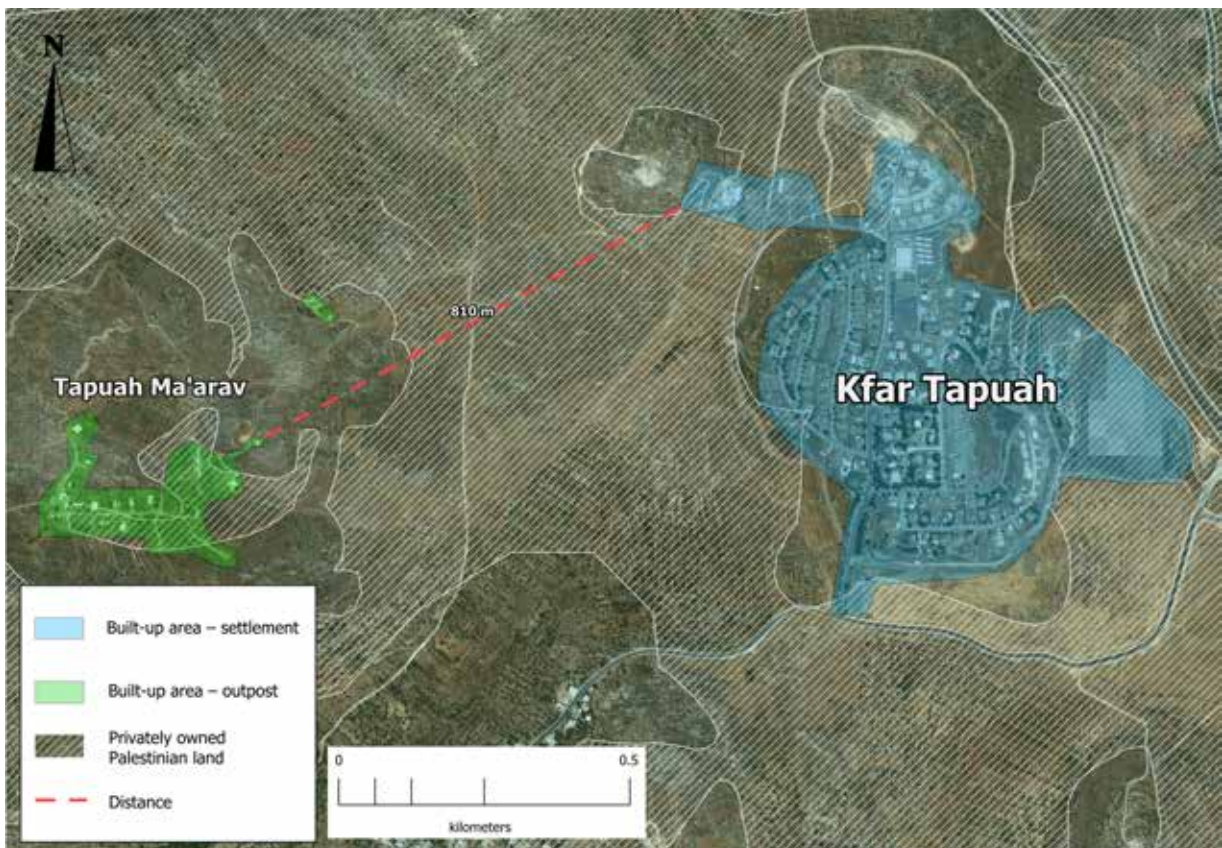 N
810 m
Tapuah Ma'arav
Kfar Tapuah
Built-up area – settlement
Built-up area – outpost
Privately owned
Palestinian land
Distance
0 0.5
kilometers